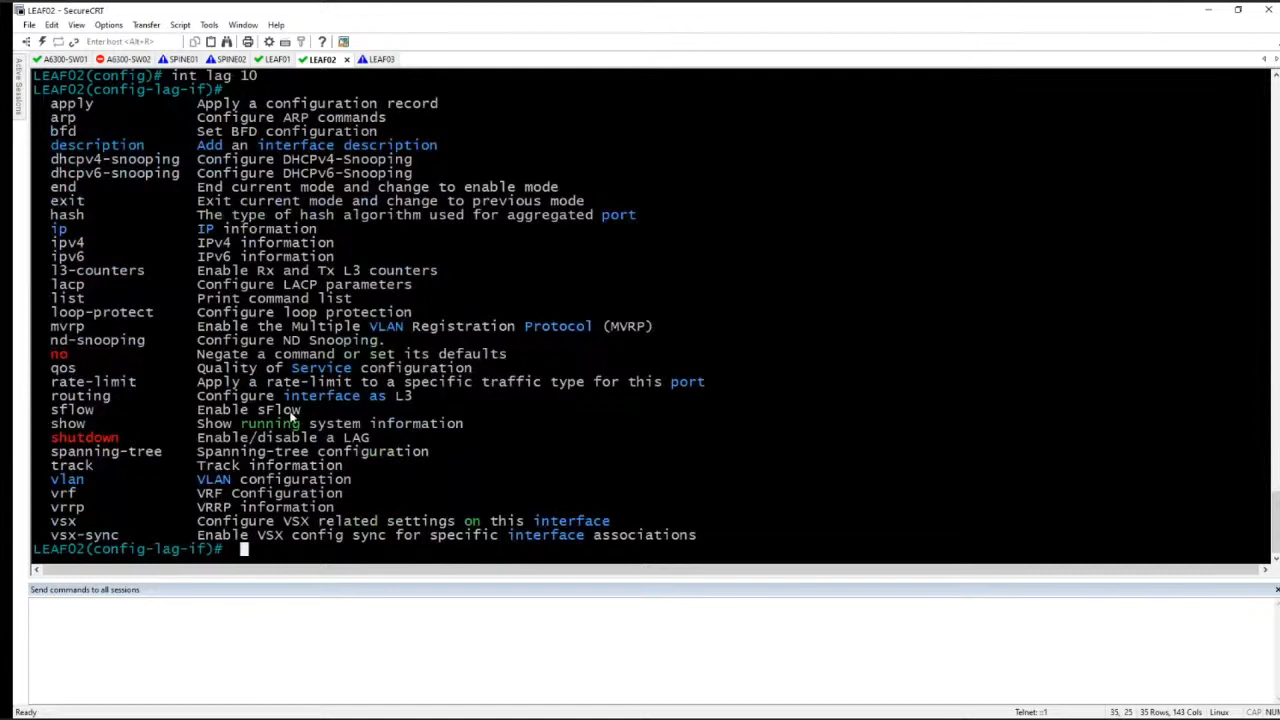 LEAF02 - SecureCRT
File Edit View Options Transfer Script Tools Window Help
Enter host <Alt+R>
A6300-SW01 A6300-SW02 SPINE01 SPINE02 LEAF01 LEAF02 LEAF03
Active Sessions
LEAF02(config)# int lag 10
LEAF02(config-lag-if)#
apply Apply a configuration record
arp Configure ARP commands
bfd Set BFD configuration
description Add an interface description
dhcpv4-snooping Configure DHCPv4-Snooping
dhcpv6-snooping Configure DHCPv6-Snooping
end End current mode and change to enable mode
exit Exit current mode and change to previous mode
hash The type of hash algorithm used for aggregated port
ip IP information
ipv4 IPv4 information
ipv6 IPv6 information
l3-counters Enable Rx and Tx L3 counters
lacp Configure LACP parameters
list Print command list
loop-protect Configure loop protection
mvrp Enable the Multiple VLAN Registration Protocol (MVRP)
nd-snooping Configure ND Snooping.
no Negate a command or set its defaults
qos Quality of Service configuration
rate-limit Apply a rate-limit to a specific traffic type for this port
routing Configure interface as L3
sflow Enable sFlow
show Show running system information
shutdown Enable/disable a LAG
spanning-tree Spanning-tree configuration
track Track information
vlan VLAN configuration
vrf VRF Configuration
vrrp VRRP information
vsx Configure VSX related settings on this interface
vsx-sync Enable VSX config sync for specific interface associations
LEAF02(config-lag-if)#
Send commands to all sessions
Ready Telnet: ::1 35, 25 35 Rows, 143 Cols Linux CAP NUM